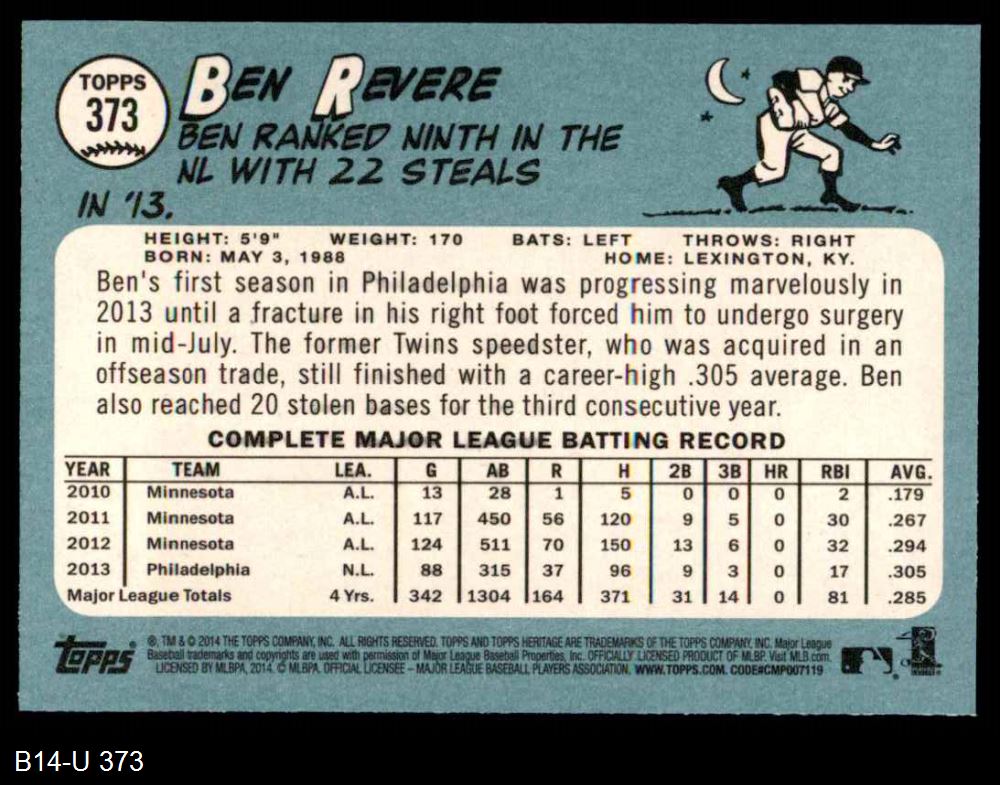 TOPPS
373
BEN REVERE
BEN RANKED NINTH IN THE
NL WITH 22 STEALS
IN '13.
HEIGHT: 5'9" WEIGHT: 170 BATS: LEFT THROWS: RIGHT
BORN: MAY 3, 1988 HOME: LEXINGTON, KY.
Ben's first season in Philadelphia was progressing marvelously in
2013 until a fracture in his right foot forced him to undergo surgery
in mid-July. The former Twins speedster, who was acquired in an
offseason trade, still finished with a career-high .305 average. Ben
also reached 20 stolen bases for the third consecutive year.
COMPLETE MAJOR LEAGUE BATTING RECORD
YEAR TEAM LEA. G AB R H 2B 3B HR RBI AVG.
2010 Minnesota A.L. 13 28 1 5 0 0 0 2 .179
2011 Minnesota A.L. 117 450 56 120 9 5 0 30 .267
2012 Minnesota A.L. 124 511 70 150 13 6 0 32 .294
2013 Philadelphia N.L. 88 315 37 96 9 3 0 17 .305
Major League Totals 4 Yrs. 342 1304 164 371 31 14 0 81 .285
topps
®, TM & © 2014 THE TOPPS COMPANY, INC. ALL RIGHTS RESERVED. TOPPS AND TOPPS HERITAGE ARE TRADEMARKS OF THE TOPPS COMPANY, INC. Major League
Baseball trademarks and copyrights are used with permission of Major League Baseball Properties, Inc. OFFICIALLY LICENSED PRODUCT OF MLBP. Visit MLB.com.
LICENSED BY MLBPA, 2014. © MLBPA. OFFICIAL LICENSEE – MAJOR LEAGUE BASEBALL PLAYERS ASSOCIATION. WWW.TOPPS.COM. CODE#CMP007119
B14-U 373